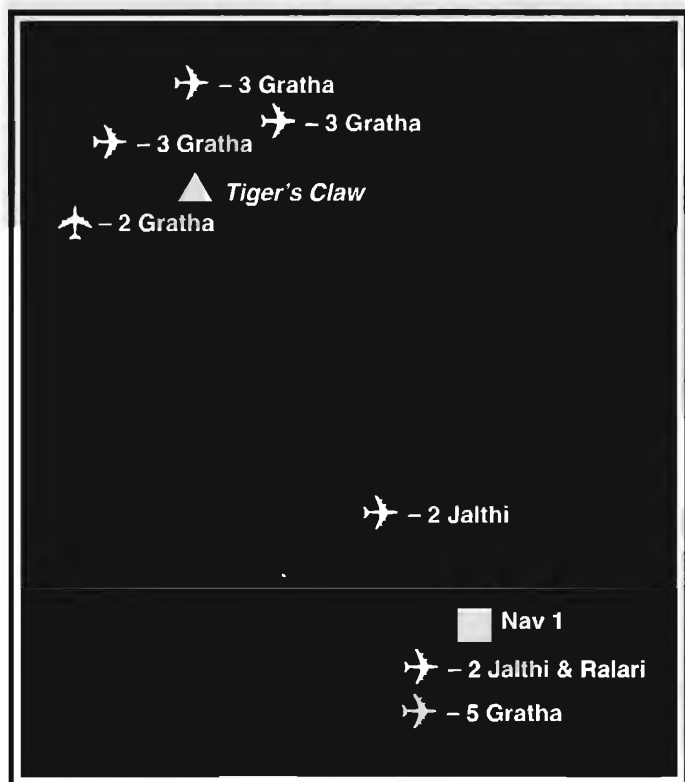 – 3 Gratha
– 3 Gratha
– 3 Gratha
Tiger's Claw
– 2 Gratha
– 2 Jalthi
Nav 1
– 2 Jalthi & Ralari
– 5 Gratha